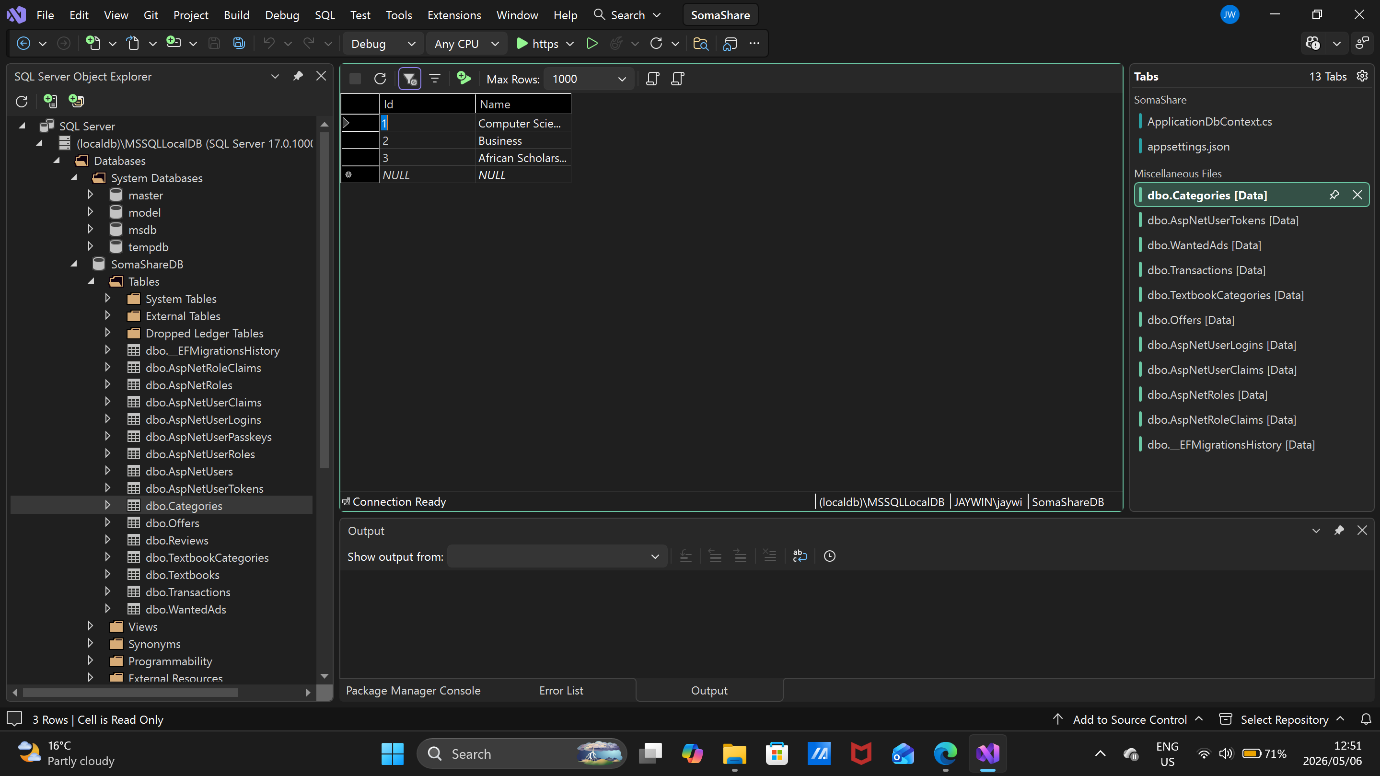 File Edit View Git Project Build Debug SQL Test Tools Extensions Window Help Search SomaShare JW
Debug Any CPU https
SQL Server Object Explorer
SQL Server
(localdb)\MSSQLLocalDB (SQL Server 17.0.1000
Databases
System Databases
master
model
msdb
tempdb
SomaShareDB
Tables
System Tables
External Tables
Dropped Ledger Tables
dbo.__EFMigrationsHistory
dbo.AspNetRoleClaims
dbo.AspNetRoles
dbo.AspNetUserClaims
dbo.AspNetUserLogins
dbo.AspNetUserPasskeys
dbo.AspNetUserRoles
dbo.AspNetUsers
dbo.AspNetUserTokens
dbo.Categories
dbo.Offers
dbo.Reviews
dbo.TextbookCategories
dbo.Textbooks
dbo.Transactions
dbo.WantedAds
Views
Synonyms
Programmability
External Resources
Max Rows: 1000
Id Name
1 Computer Scie...
2 Business
3 African Scholars...
NULL NULL
Connection Ready (localdb)\MSSQLLocalDB JAYWIN\jaywi SomaShareDB
Output
Show output from:
Package Manager Console Error List Output
Tabs 13 Tabs
SomaShare
ApplicationDbContext.cs
appsettings.json
Miscellaneous Files
dbo.Categories [Data]
dbo.AspNetUserTokens [Data]
dbo.WantedAds [Data]
dbo.Transactions [Data]
dbo.TextbookCategories [Data]
dbo.Offers [Data]
dbo.AspNetUserLogins [Data]
dbo.AspNetUserClaims [Data]
dbo.AspNetRoles [Data]
dbo.AspNetRoleClaims [Data]
dbo.__EFMigrationsHistory [Data]
3 Rows | Cell is Read Only Add to Source Control Select Repository
16°C
Partly cloudy
Search
ENG
US
71%
12:51
2026/05/06